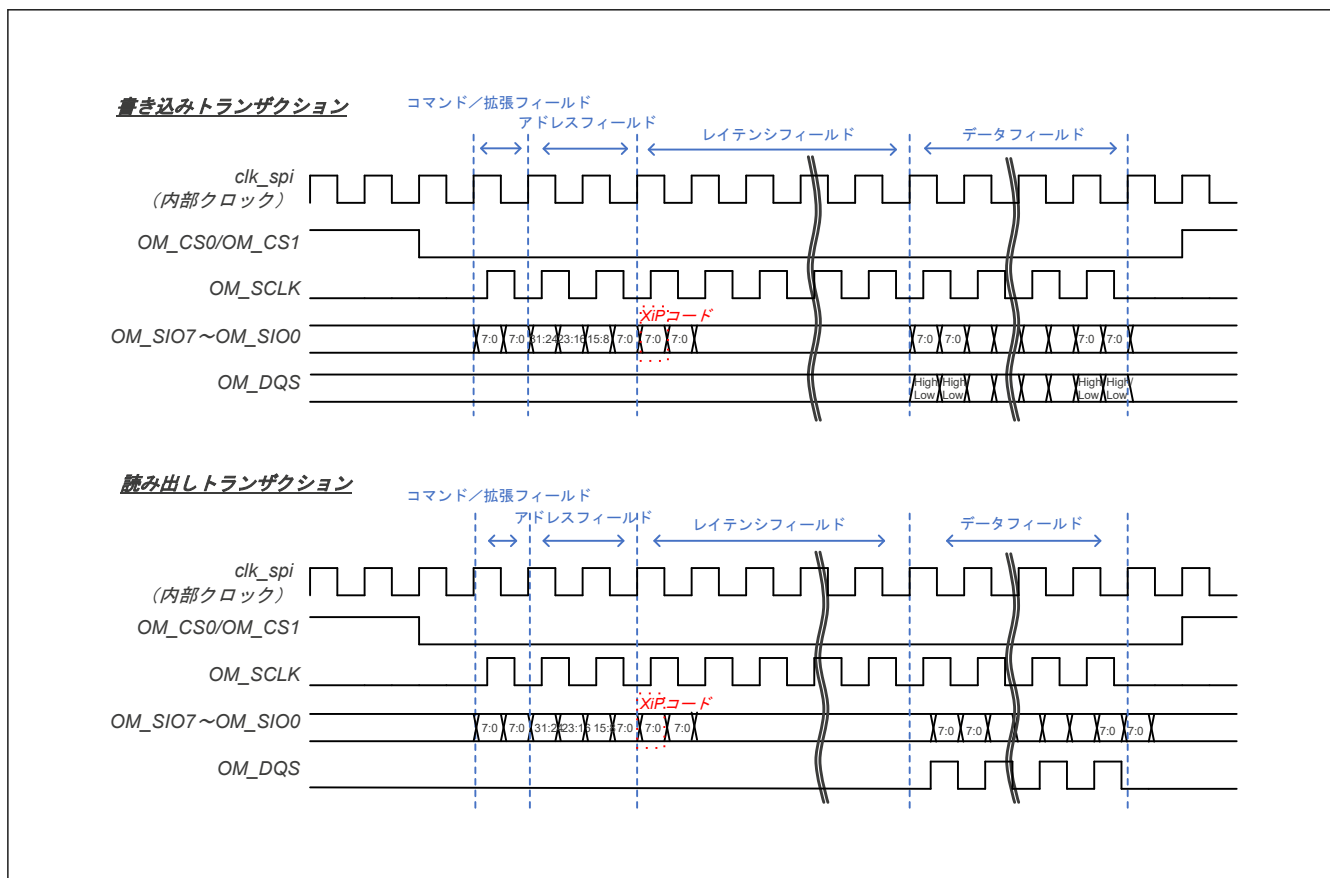 書き込みトランザクション
コマンド／拡張フィールド
アドレスフィールド
レイテンシフィールド
データフィールド
clk_spi
（内部クロック）
OM_CS0/OM_CS1
OM_SCLK
XiPコード
OM_SIO7～OM_SIO0
7:0 7:0 31:24 23:16 15:8 7:0 7:0 7:0 7:0 7:0 7:0 7:0
OM_DQS
High High High High
Low Low Low Low
読み出しトランザクション
コマンド／拡張フィールド
アドレスフィールド
レイテンシフィールド
データフィールド
clk_spi
（内部クロック）
OM_CS0/OM_CS1
OM_SCLK
XiPコード
OM_SIO7～OM_SIO0
7:0 7:0 31:24 23:16 15:8 7:0 7:0 7:0 7:0 7:0 7:0 7:0
OM_DQS